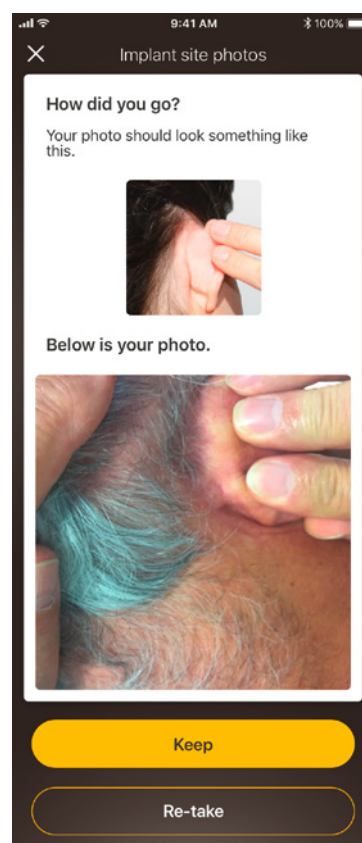 9:41 AM
100%
Implant site photos
How did you go?
Your photo should look something like
this.
Below is your photo.
Keep
Re-take